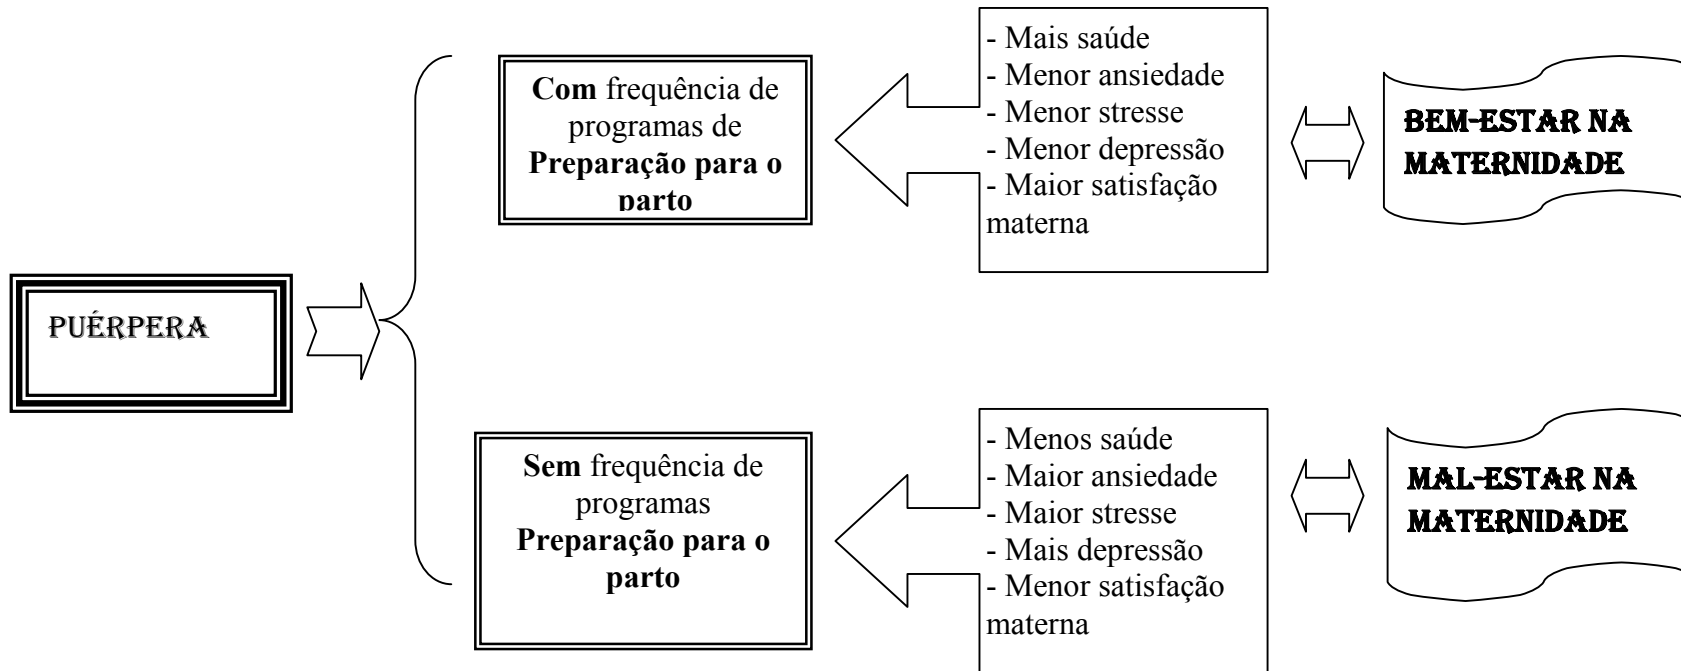 PUÉRPERA
Com frequência de
programas de
Preparação para o
parto
- Mais saúde
- Menor ansiedade
- Menor stresse
- Menor depressão
- Maior satisfação
materna
BEM-ESTAR NA
MATERNIDADE
Sem frequência de
programas
Preparação para o
parto
- Menos saúde
- Maior ansiedade
- Maior stresse
- Mais depressão
- Menor satisfação
materna
MAL-ESTAR NA
MATERNIDADE